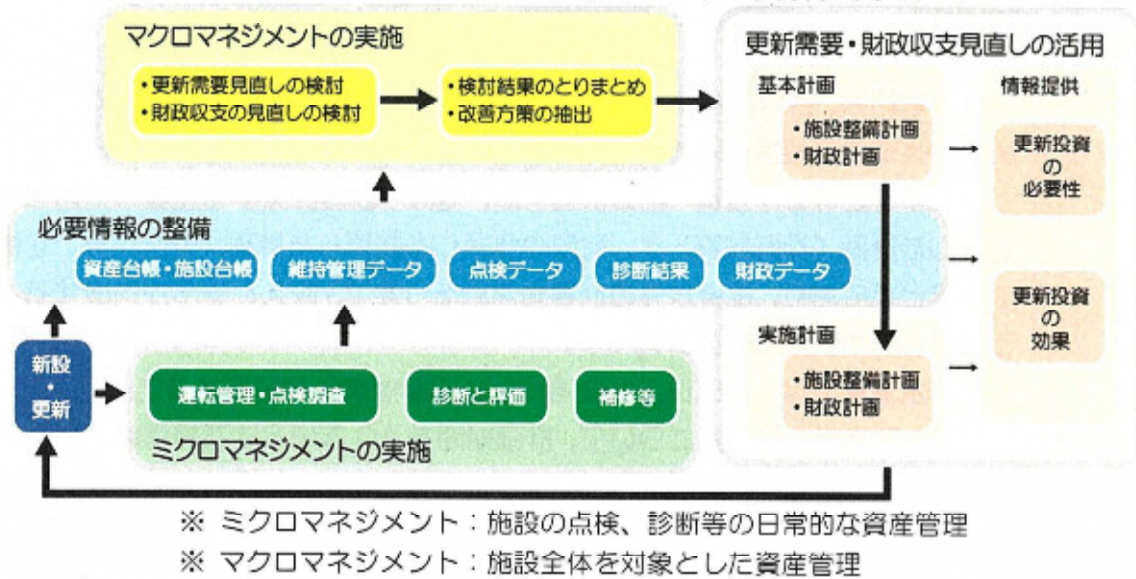 マクロマネジメントの実施
・更新需要見直しの検討
・財政収支の見直しの検討
・検討結果のとりまとめ
・改善方策の抽出
更新需要・財政収支見直しの活用
基本計画
・施設整備計画
・財政計画
情報提供
更新投資
の
必要性
必要情報の整備
資産台帳・施設台帳
維持管理データ
点検データ
診断結果
財政データ
更新投資
の
効果
実施計画
・施設整備計画
・財政計画
新設
・
更新
運転管理・点検調査
診断と評価
補修等
ミクロマネジメントの実施
※ ミクロマネジメント：施設の点検、診断等の日常的な資産管理
※ マクロマネジメント：施設全体を対象とした資産管理